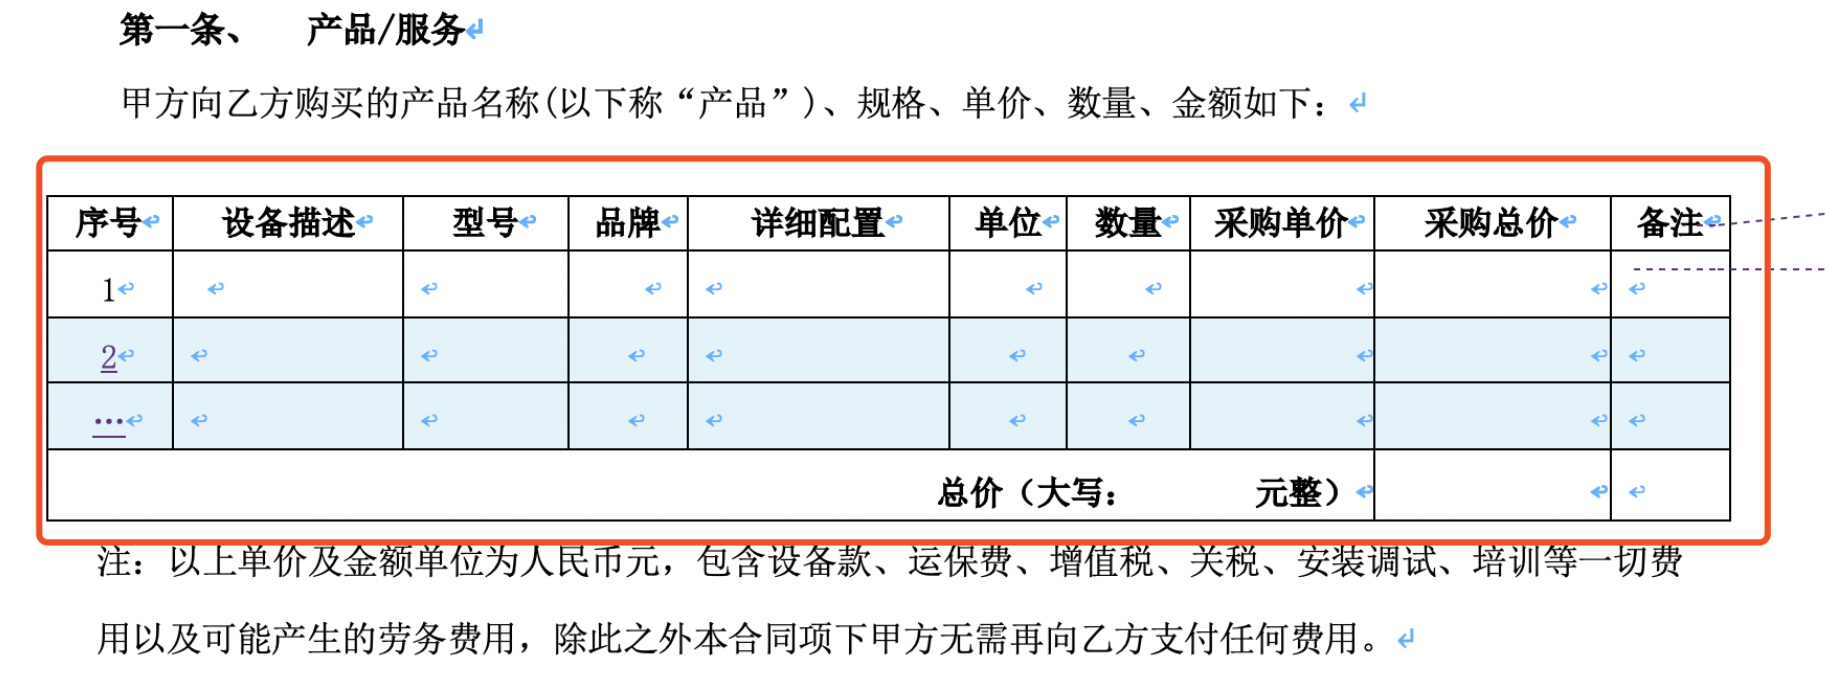 第一条、 产品/服务
甲方向乙方购买的产品名称(以下称“产品”)、规格、单价、数量、金额如下：
序号 设备描述 型号 品牌 详细配置 单位 数量 采购单价 采购总价 备注
1
2
…
总价（大写： 元整）
注：以上单价及金额单位为人民币元，包含设备款、运保费、增值税、关税、安装调试、培训等一切费
用以及可能产生的劳务费用，除此之外本合同项下甲方无需再向乙方支付任何费用。